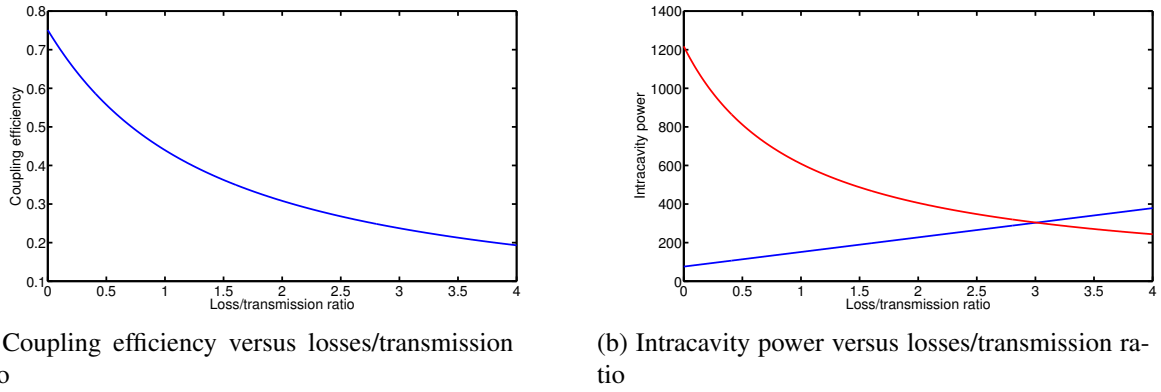 0.8
0.7
0.6
0.5
0.4
0.3
0.2
0.1
Coupling efficiency
0 0.5 1 1.5 2 2.5 3 3.5 4
Loss/transmission ratio
Coupling efficiency versus losses/transmission
o
1400
1200
1000
800
600
400
200
0
Intracavity power
0 0.5 1 1.5 2 2.5 3 3.5 4
Loss/transmission ratio
(b) Intracavity power versus losses/transmission ra-
tio